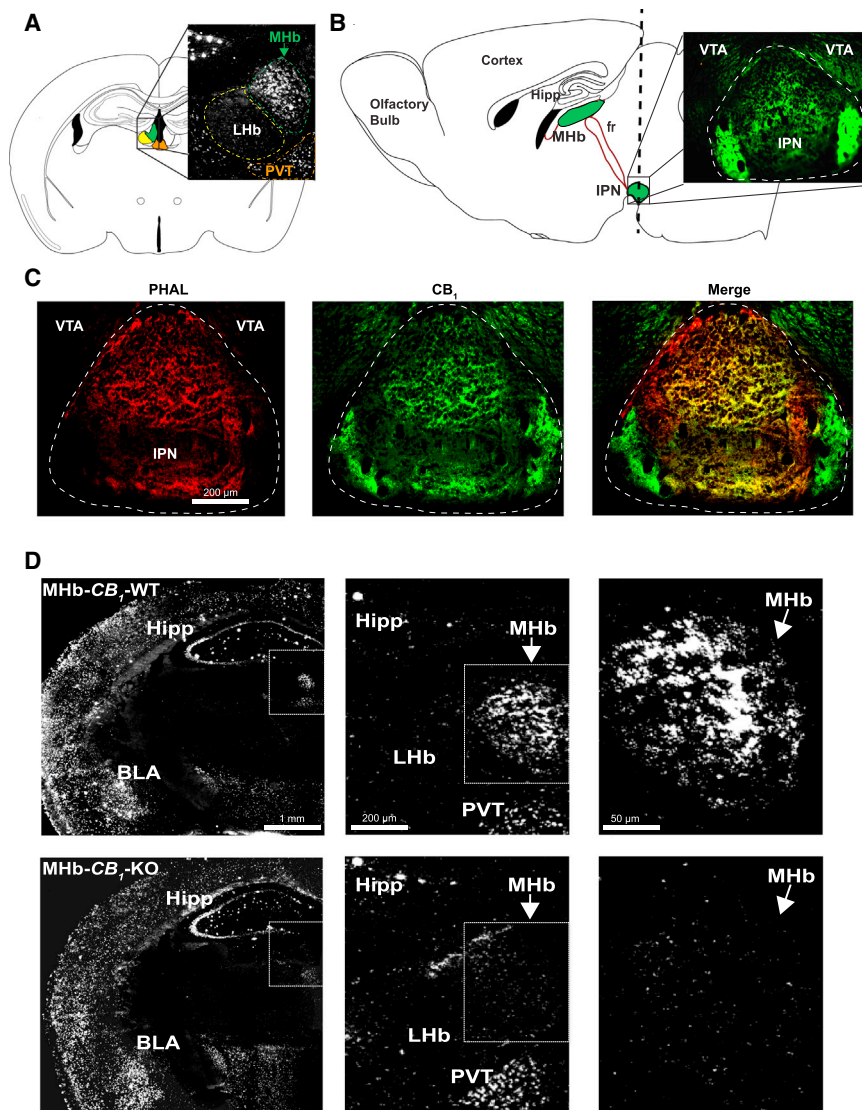 A
MHb
LHb
PVT
B
Cortex
Olfactory
Bulb
Hipp
MHb
fr
IPN
VTA
VTA
IPN
C
PHAL
CB₁
Merge
VTA
VTA
IPN
200 µm
D
MHb-CB₁-WT
Hipp
BLA
1 mm
Hipp
MHb
LHb
PVT
200 µm
MHb
50 µm
MHb-CB₁-KO
Hipp
BLA
Hipp
MHb
LHb
PVT
MHb